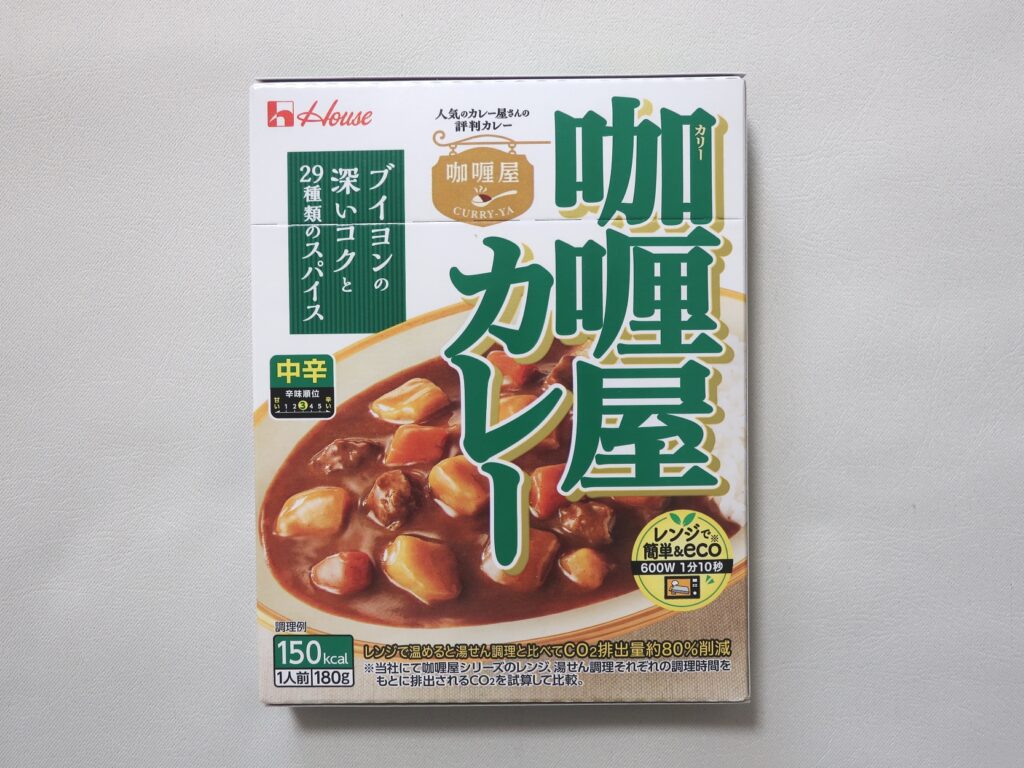 House
人気のカレー屋さんの
評判カレー
咖喱屋
CURRY-YA
咖喱屋
カリー
カレー
ブイヨンの
深いコクと
29種類のスパイス
中辛
辛味順位
甘い 1 2 3 4 5 辛い
レンジで※
簡単&eco
600W 1分10秒
調理例
150kcal
1人前 180g
レンジで温めると湯せん調理と比べてCO₂排出量約80%削減
※当社にて咖喱屋シリーズのレンジ、湯せん調理それぞれの調理時間を
もとに排出されるCO₂を試算して比較。